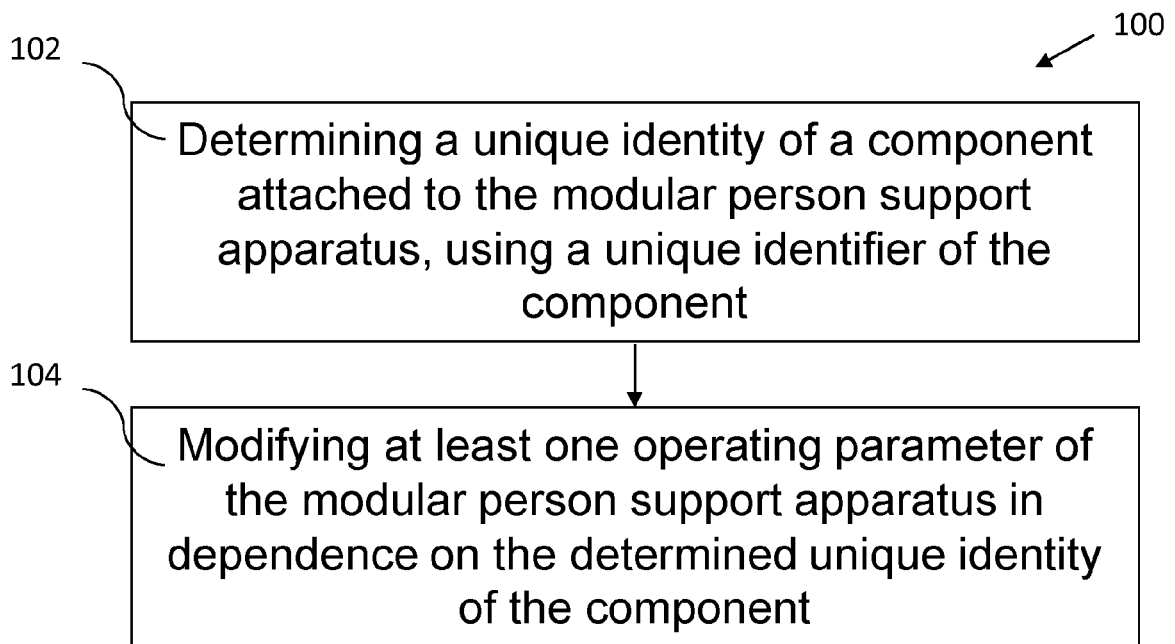 100
102
Determining a unique identity of a component
attached to the modular person support
apparatus, using a unique identifier of the
component
104
Modifying at least one operating parameter of
the modular person support apparatus in
dependence on the determined unique identity
of the component